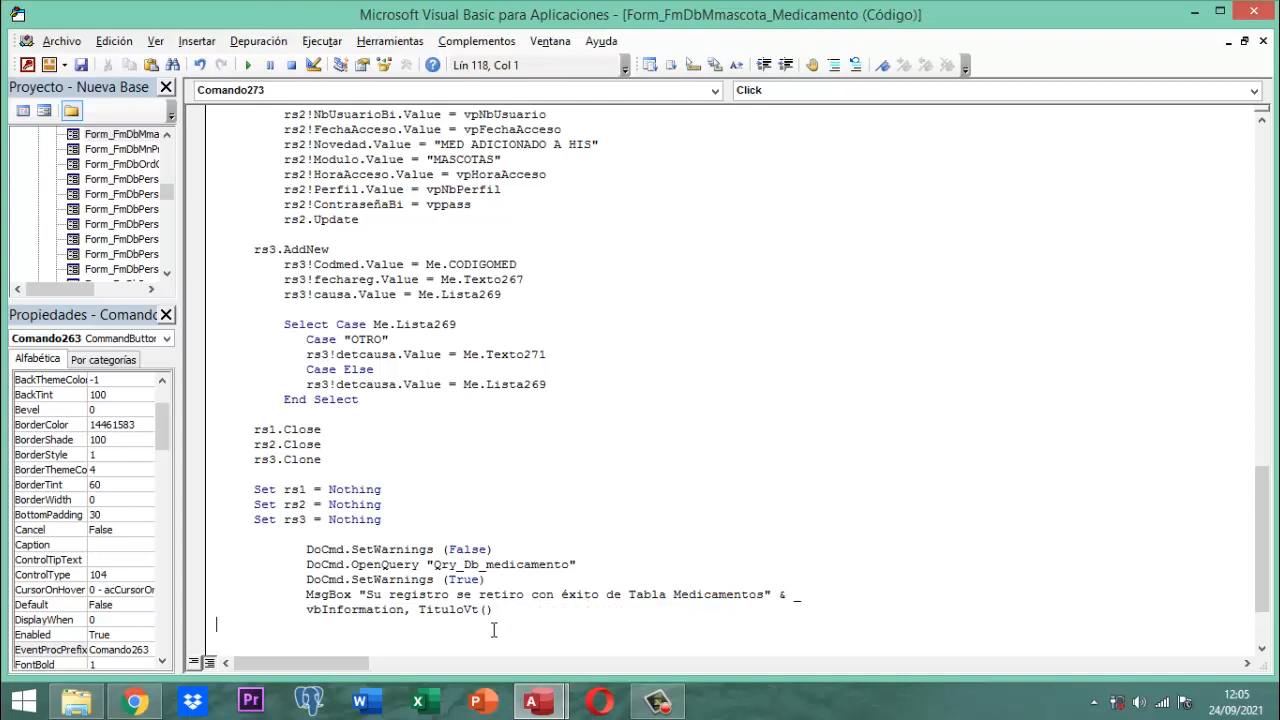 Microsoft Visual Basic para Aplicaciones - [Form_FmDbMmascota_Medicamento (Código)]
Archivo Edición Ver Insertar Depuración Ejecutar Herramientas Complementos Ventana Ayuda
Lín 118, Col 1
Proyecto - Nueva Base
Form_FmDbMma
Form_FmDbMnPr
Form_FmDbOrdC
Form_FmDbPers
Form_FmDbPers
Form_FmDbPers
Form_FmDbPers
Form_FmDbPers
Form_FmDbPers
Form_FmDbPers
Propiedades - Comando
Comando263 CommandButton
Alfabética Por categorías
BackThemeColor -1
BackTint 100
Bevel 0
BorderColor 14461583
BorderShade 100
BorderStyle 1
BorderThemeCo 4
BorderTint 60
BorderWidth 0
BottomPadding 30
Cancel False
Caption
ControlTipText
ControlType 104
CursorOnHover 0 - acCursorOn
Default False
DisplayWhen 0
Enabled True
EventProcPrefix Comando263
FontBold 1
Comando273 Click
rs2!NbUsuarioBi.Value = vpNbUsuario
rs2!FechaAcceso.Value = vpFechaAcceso
rs2!Novedad.Value = "MED ADICIONADO A HIS"
rs2!Modulo.Value = "MASCOTAS"
rs2!HoraAcceso.Value = vpHoraAcceso
rs2!Perfil.Value = vpNbPerfil
rs2!ContraseñaBi = vppass
rs2.Update
rs3.AddNew
rs3!Codmed.Value = Me.CODIGOMED
rs3!fechareg.Value = Me.Texto267
rs3!causa.Value = Me.Lista269
Select Case Me.Lista269
Case "OTRO"
rs3!detcausa.Value = Me.Texto271
Case Else
rs3!detcausa.Value = Me.Lista269
End Select
rs1.Close
rs2.Close
rs3.Clone
Set rs1 = Nothing
Set rs2 = Nothing
Set rs3 = Nothing
DoCmd.SetWarnings (False)
DoCmd.OpenQuery "Qry_Db_medicamento"
DoCmd.SetWarnings (True)
MsgBox "Su registro se retiro con éxito de Tabla Medicamentos" & _
vbInformation, TituloVt()
12:05
24/09/2021